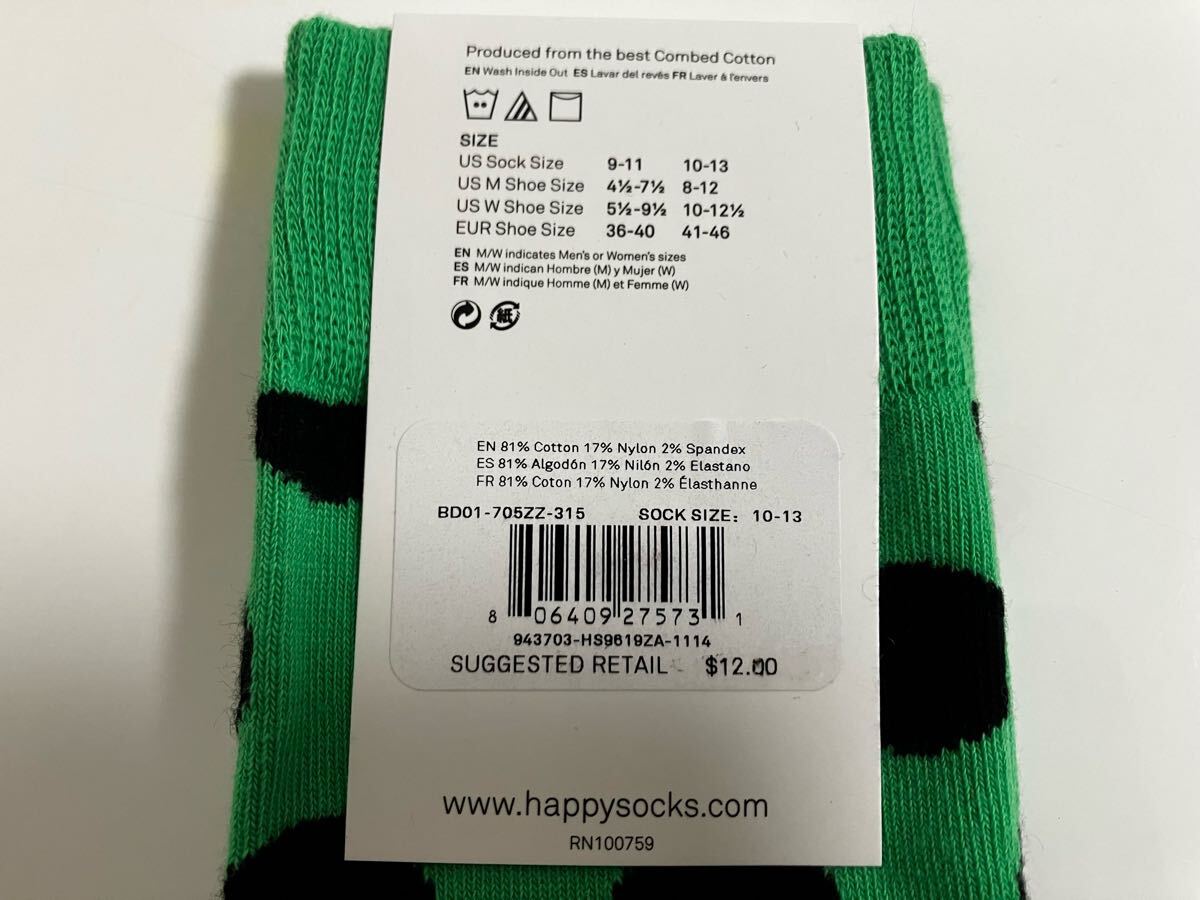 Produced from the best Combed Cotton
EN Wash Inside Out ES Lavar del revés FR Laver à l'envers
SIZE
US Sock Size 9-11 10-13
US M Shoe Size 4½-7½ 8-12
US W Shoe Size 5½-9½ 10-12½
EUR Shoe Size 36-40 41-46
EN M/W indicates Men's or Women's sizes
ES M/W indican Hombre (M) y Mujer (W)
FR M/W indique Homme (M) et Femme (W)
紙
EN 81% Cotton 17% Nylon 2% Spandex
ES 81% Algodón 17% Nilón 2% Elastano
FR 81% Coton 17% Nylon 2% Élasthanne
BD01-705ZZ-315 SOCK SIZE: 10-13
8 06409 27573 1
943703-HS9619ZA-1114
SUGGESTED RETAIL $12.00
www.happysocks.com
RN100759